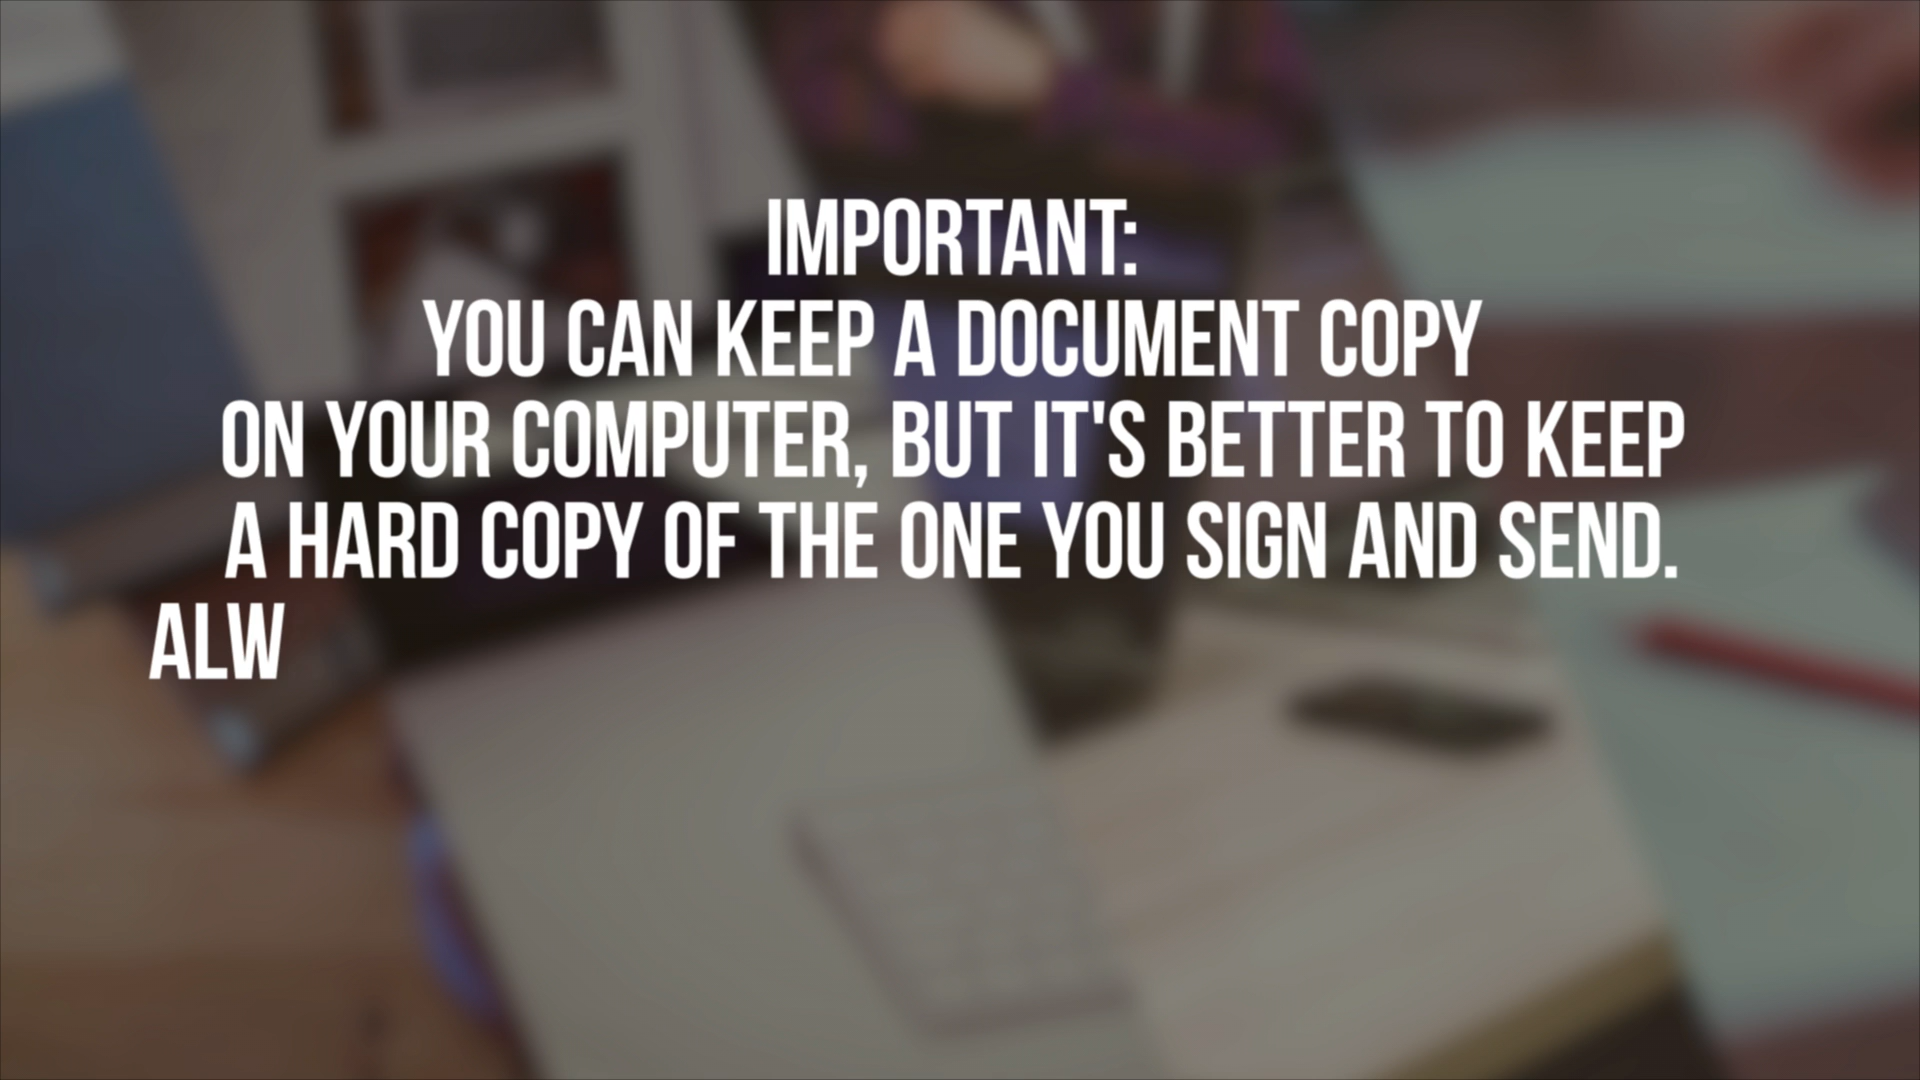 IMPORTANT:
YOU CAN KEEP A DOCUMENT COPY
ON YOUR COMPUTER, BUT IT'S BETTER TO KEEP
A HARD COPY OF THE ONE YOU SIGN AND SEND.
ALW